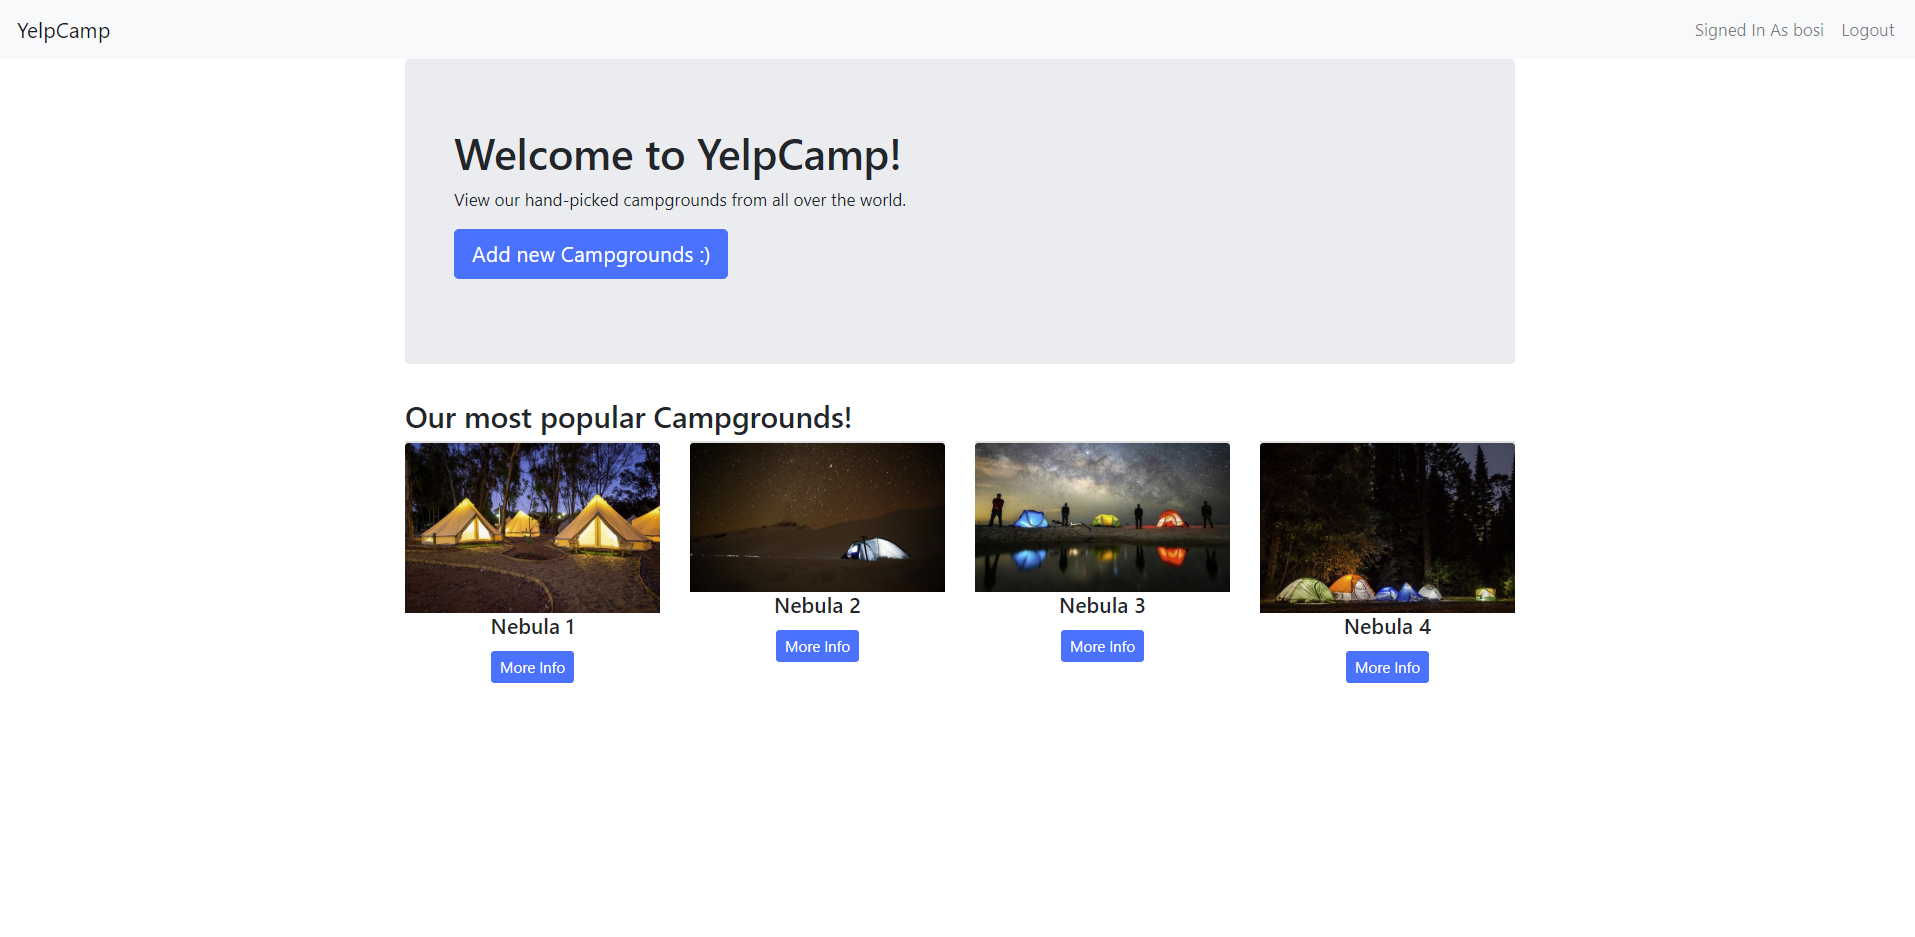 YelpCamp
Signed In As bosi Logout
Welcome to YelpCamp!
View our hand-picked campgrounds from all over the world.
Add new Campgrounds :)
Our most popular Campgrounds!
Nebula 1
More Info
Nebula 2
More Info
Nebula 3
More Info
Nebula 4
More Info